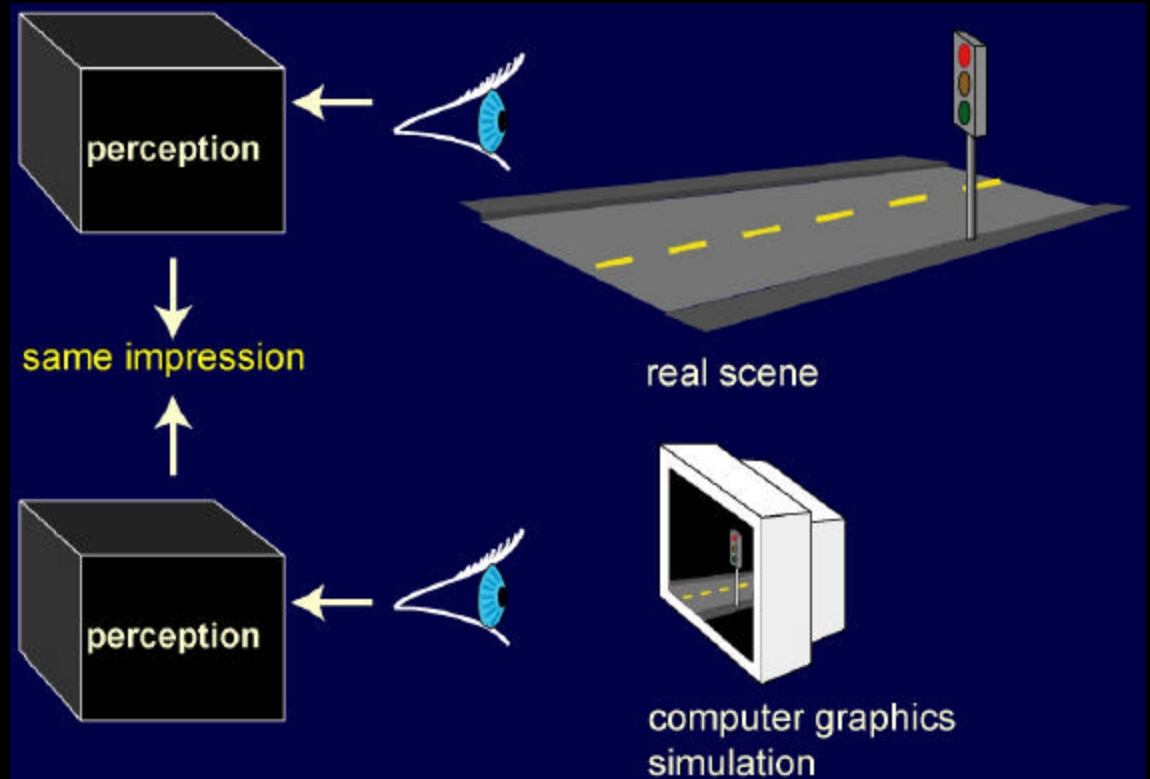 perception
same impression
real scene
perception
computer graphics
simulation